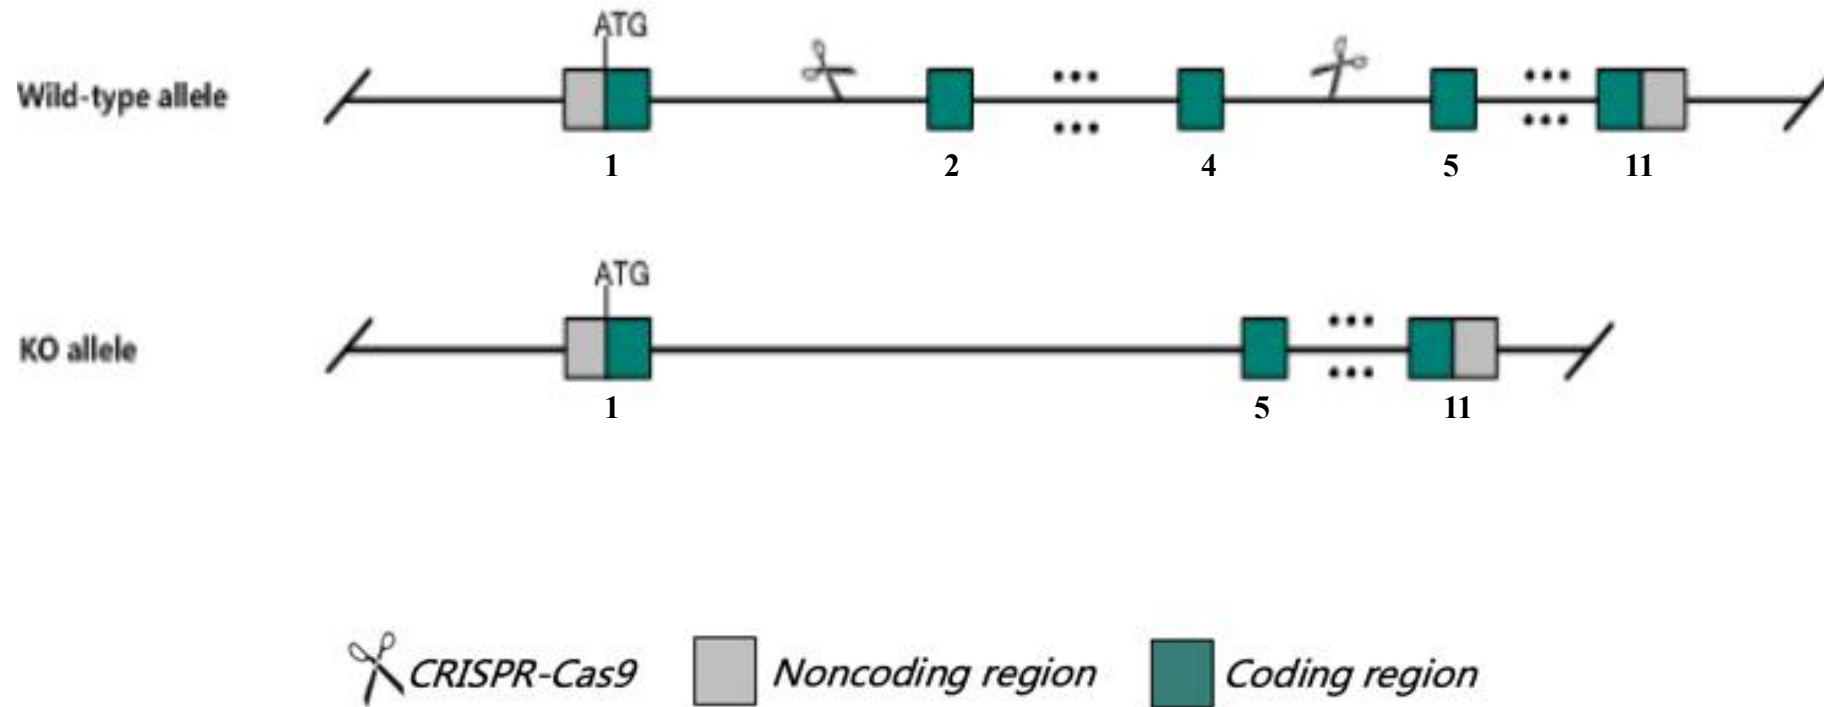 ATG
Wild-type allele
1 2 4 5 11
ATG
KO allele
1 5 11
CRISPR-Cas9 Noncoding region Coding region